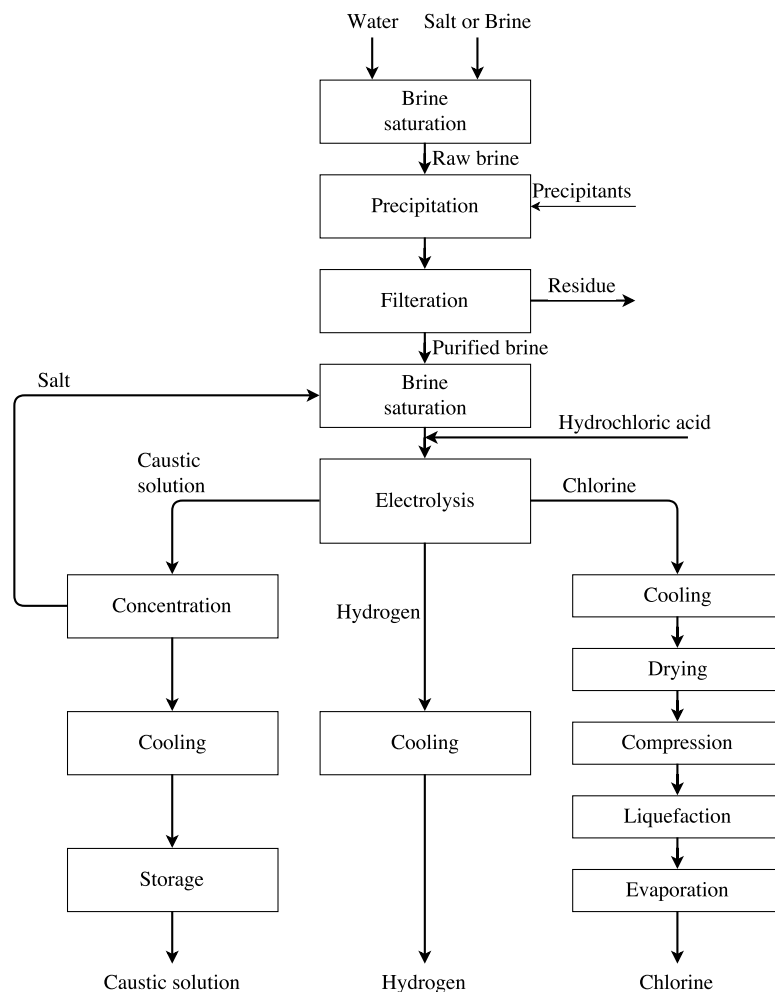 Water
Salt or Brine
Brine
saturation
Raw brine
Precipitation
Precipitants
Filteration
Residue
Purified brine
Salt
Brine
saturation
Hydrochloric acid
Caustic
solution
Electrolysis
Chlorine
Concentration
Hydrogen
Cooling
Drying
Cooling
Cooling
Compression
Liquefaction
Storage
Evaporation
Caustic solution
Hydrogen
Chlorine